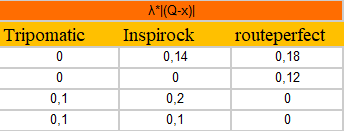 λ*|(Q-x)|
Tripomatic Inspirock routeperfect
0 0,14 0,18
0 0 0,12
0,1 0,2 0
0,1 0,1 0